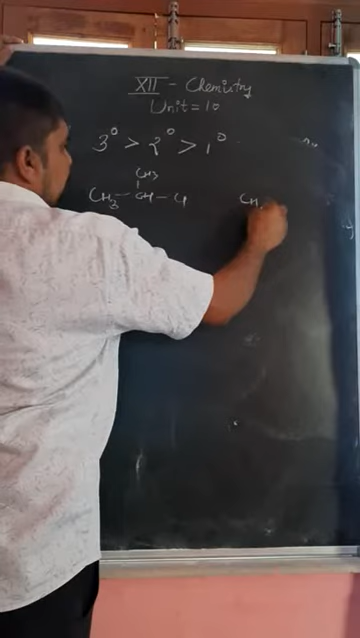 XII - Chemistry
Unit = 10
3° > 2° > 1°
CH3
CH3 - CH - Cl CH